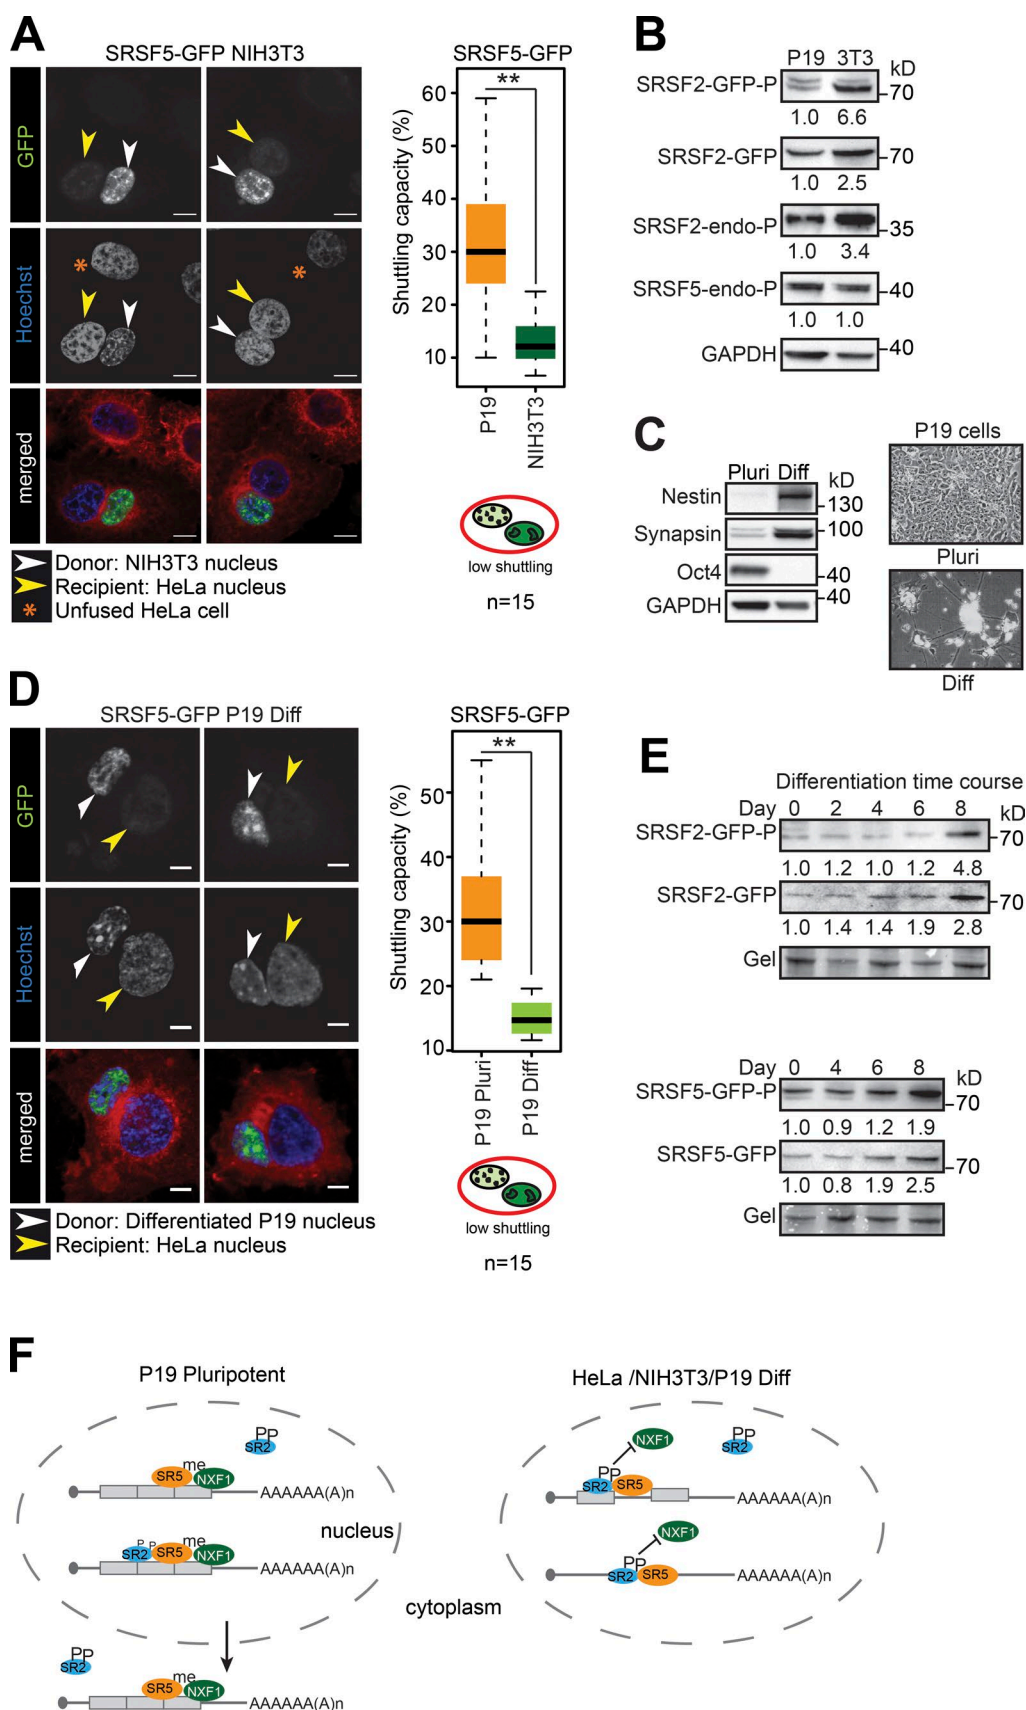 A
SRSF5-GFP NIH3T3
GFP
Hoechst
merged
Donor: NIH3T3 nucleus
Recipient: HeLa nucleus
* Unfused HeLa cell
SRSF5-GFP
**
Shuttling capacity (%)
60
50
40
30
20
10
P19
NIH3T3
low shuttling
n=15
B
P19 3T3
kD
SRSF2-GFP-P
-70
1.0 6.6
SRSF2-GFP
-70
1.0 2.5
SRSF2-endo-P
-35
1.0 3.4
SRSF5-endo-P
-40
1.0 1.0
GAPDH
-40
C
Pluri Diff
kD
Nestin
-130
Synapsin
-100
Oct4
-40
GAPDH
-40
P19 cells
Pluri
Diff
D
SRSF5-GFP P19 Diff
GFP
Hoechst
merged
Donor: Differentiated P19 nucleus
Recipient: HeLa nucleus
SRSF5-GFP
**
Shuttling capacity (%)
50
40
30
20
10
P19 Pluri
P19 Diff
low shuttling
n=15
E
Differentiation time course
Day 0 2 4 6 8 kD
SRSF2-GFP-P
-70
1.0 1.2 1.0 1.2 4.8
SRSF2-GFP
-70
1.0 1.4 1.4 1.9 2.8
Gel
Day 0 4 6 8
kD
SRSF5-GFP-P
-70
1.0 0.9 1.2 1.9
SRSF5-GFP
-70
1.0 0.8 1.9 2.5
Gel
F
P19 Pluripotent
PP
SR2
me
SR5 NXF1
AAAAAA(A)n
nucleus
P P me
SR2 SR5 NXF1
AAAAAA(A)n
cytoplasm
PP
SR2
me
SR5 NXF1
AAAAAA(A)n
HeLa /NIH3T3/P19 Diff
NXF1
PP
SR2
PP
SR2 SR5
AAAAAA(A)n
NXF1
PP
SR2 SR5
AAAAAA(A)n